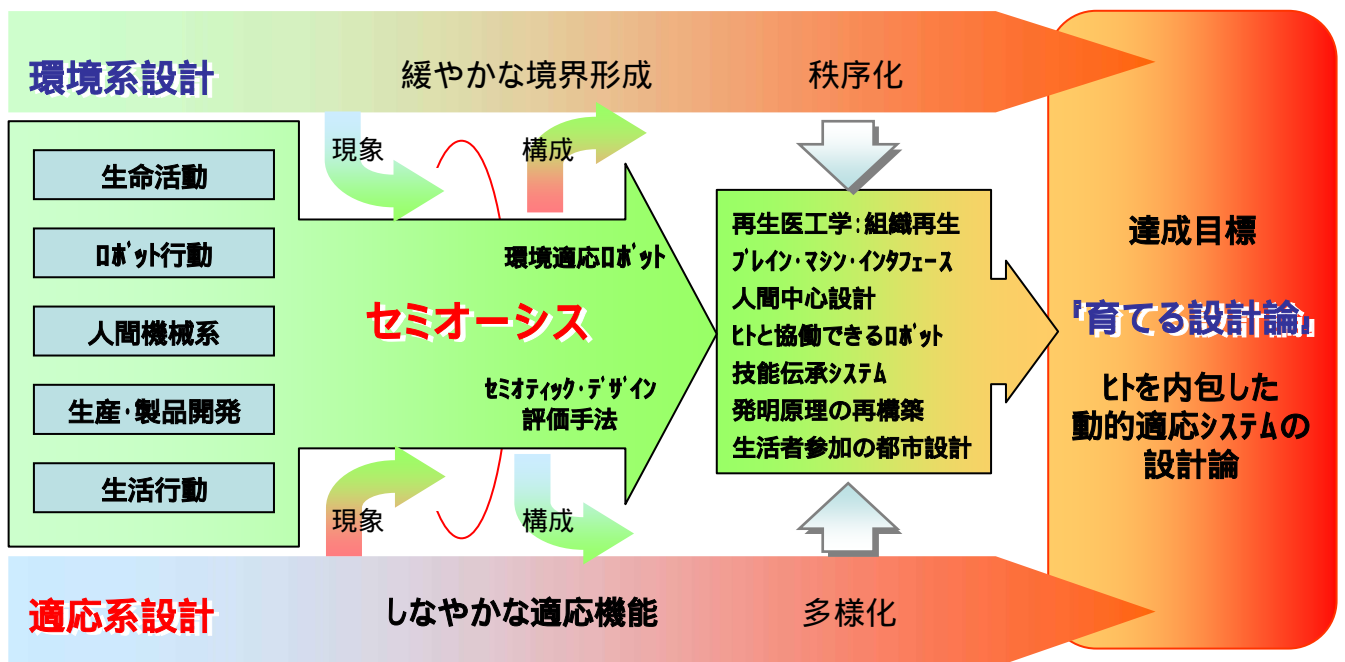 環境系設計
緩やかな境界形成
秩序化
現象
構成
生命活動
ﾛﾎﾞｯﾄ行動
人間機械系
生産・製品開発
生活行動
環境適応ﾛﾎﾞｯﾄ
セミオーシス
ｾﾐｵﾃｨｯｸ・ﾃﾞｻﾞｲﾝ
評価手法
再生医工学：組織再生
ﾌﾞﾚｲﾝ・ﾏｼﾝ・ｲﾝﾀﾌｪｰｽ
人間中心設計
ﾋﾄと協働できるﾛﾎﾞｯﾄ
技能伝承ｼｽﾃﾑ
発明原理の再構築
生活者参加の都市設計
達成目標
『育てる設計論』
ﾋﾄを内包した
動的適応ｼｽﾃﾑの
設計論
現象
構成
適応系設計
しなやかな適応機能
多様化